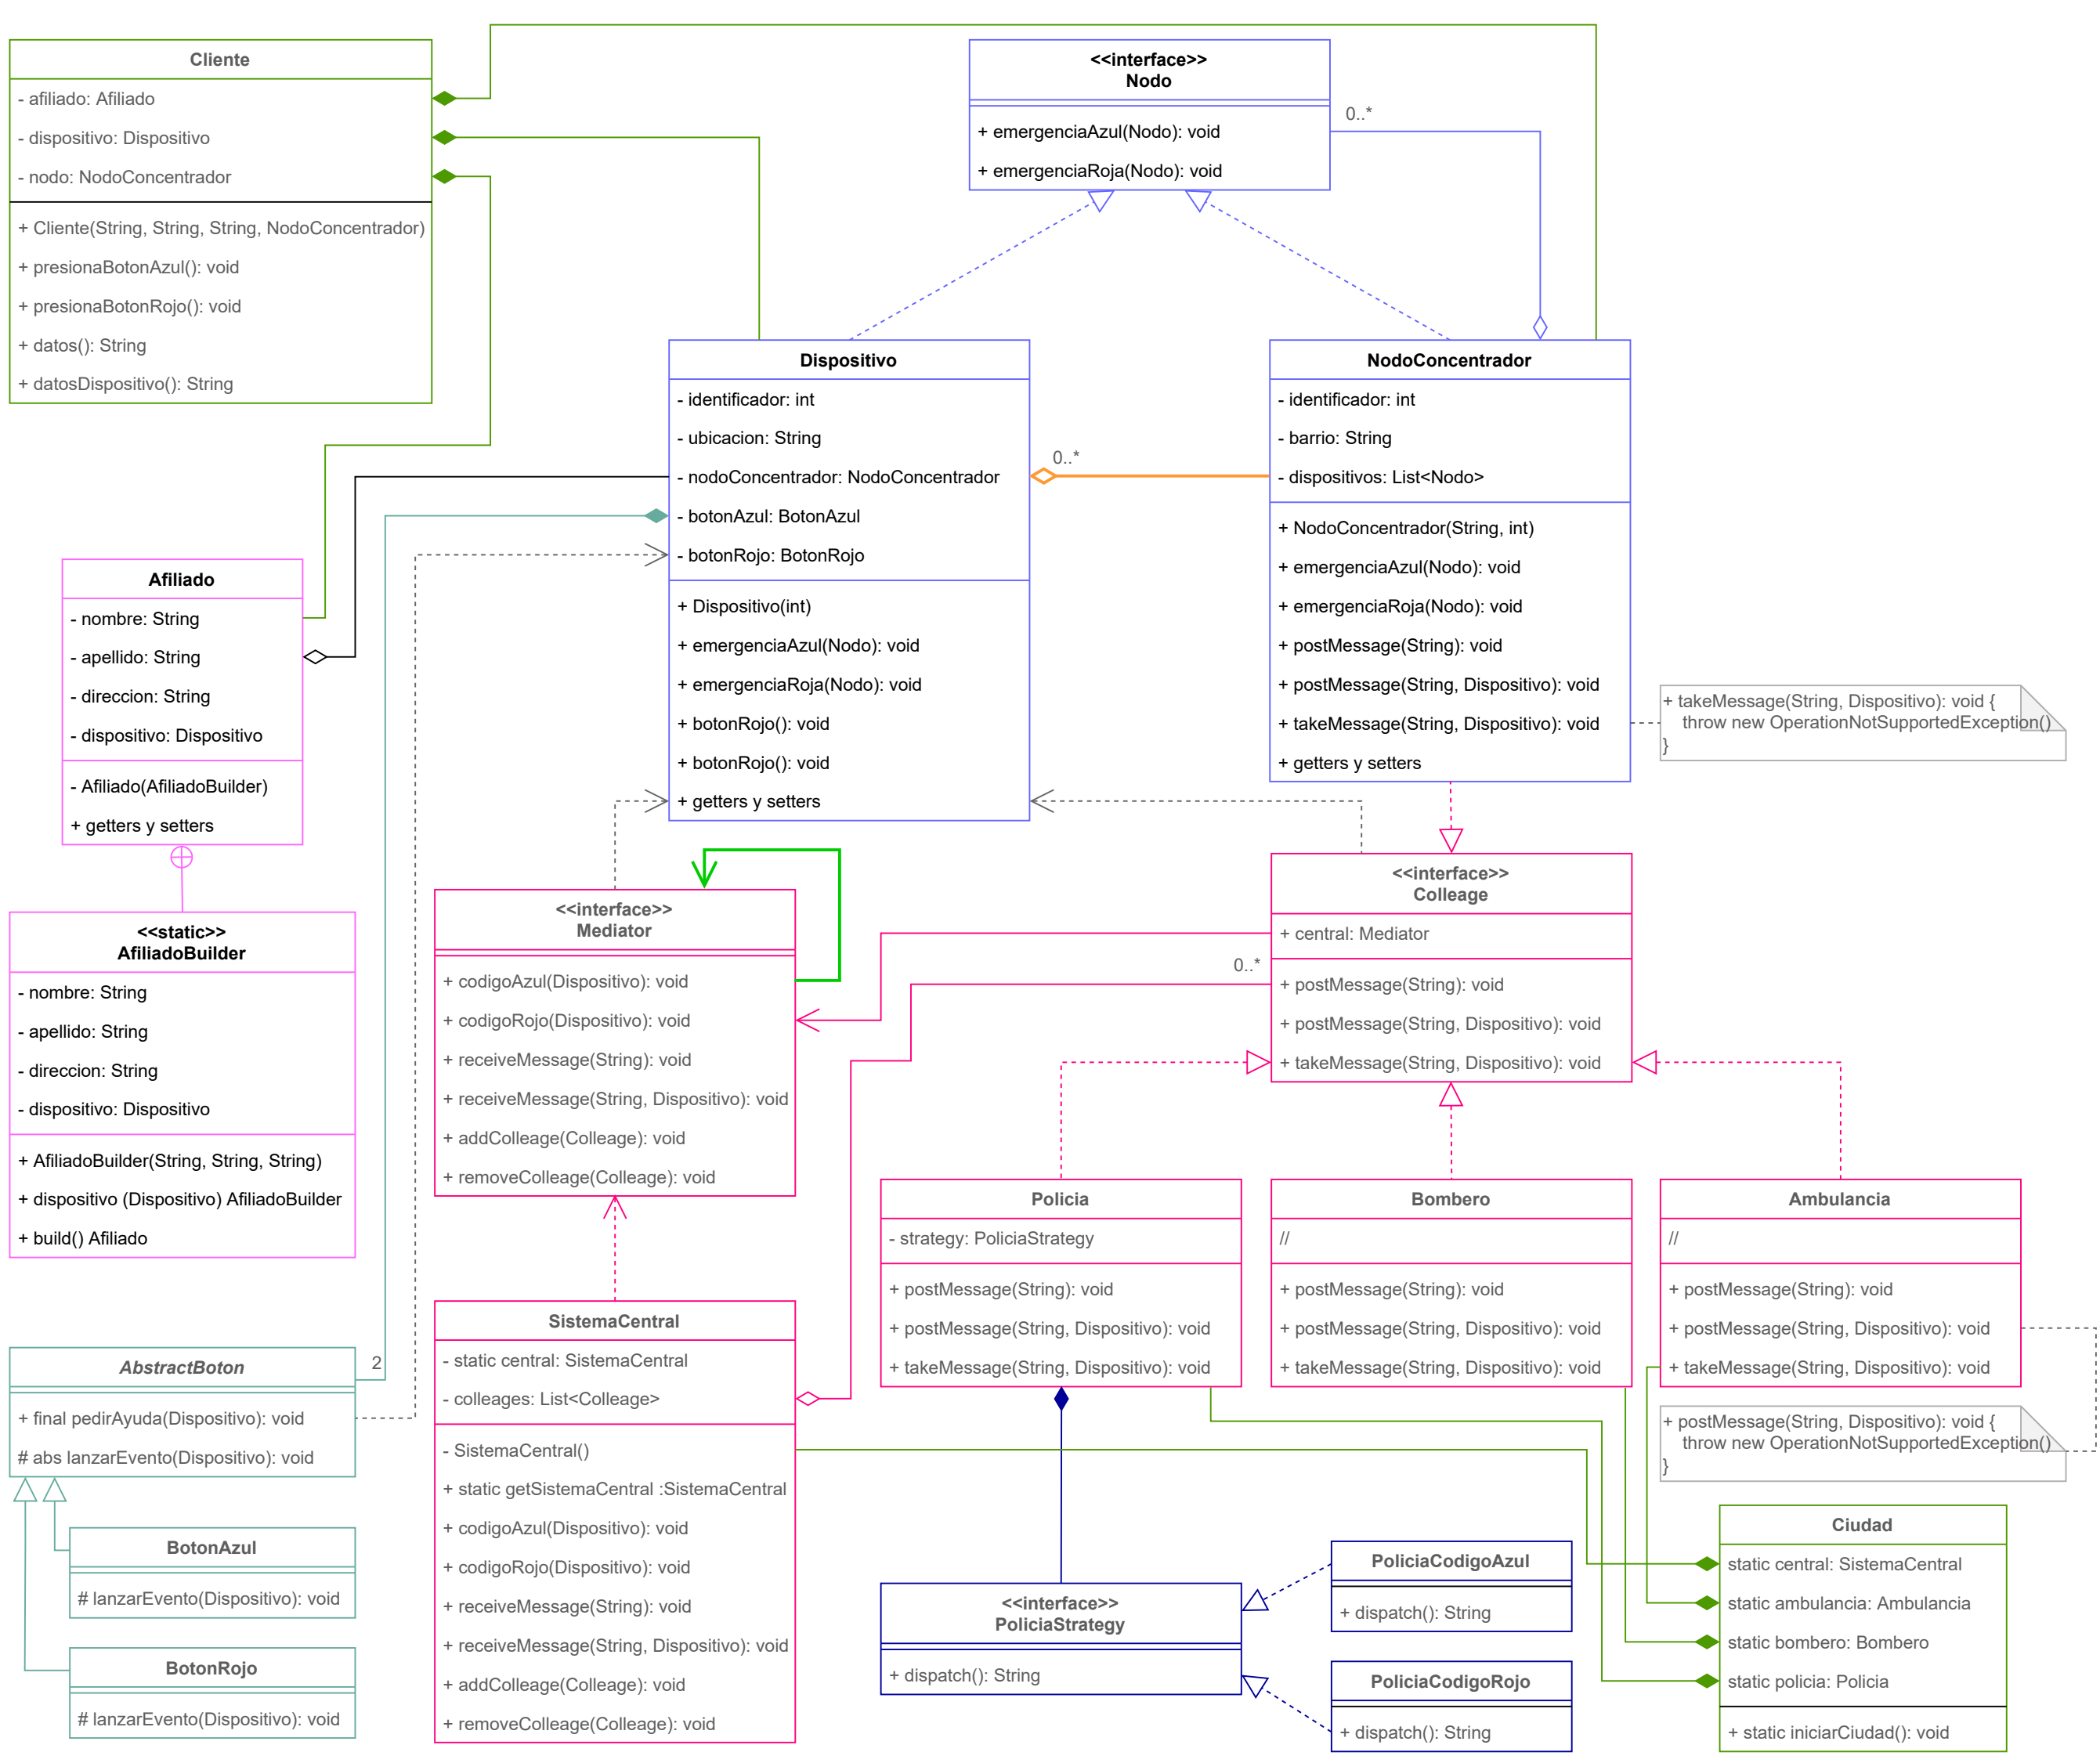 Cliente
- afiliado: Afiliado
- dispositivo: Dispositivo
- nodo: NodoConcentrador
+ Cliente(String, String, String, NodoConcentrador)
+ presionaBotonAzul(): void
+ presionaBotonRojo(): void
+ datos(): String
+ datosDispositivo(): String
<<interface>>
Nodo
+ emergenciaAzul(Nodo): void
+ emergenciaRoja(Nodo): void
0..*
Dispositivo
- identificador: int
- ubicacion: String
- nodoConcentrador: NodoConcentrador
- botonAzul: BotonAzul
- botonRojo: BotonRojo
+ Dispositivo(int)
+ emergenciaAzul(Nodo): void
+ emergenciaRoja(Nodo): void
+ botonRojo(): void
+ botonRojo(): void
+ getters y setters
0..*
NodoConcentrador
- identificador: int
- barrio: String
- dispositivos: List<Nodo>
+ NodoConcentrador(String, int)
+ emergenciaAzul(Nodo): void
+ emergenciaRoja(Nodo): void
+ postMessage(String): void
+ postMessage(String, Dispositivo): void
+ takeMessage(String, Dispositivo): void
+ getters y setters
+ takeMessage(String, Dispositivo): void {
throw new OperationNotSupportedException()
}
Afiliado
- nombre: String
- apellido: String
- direccion: String
- dispositivo: Dispositivo
- Afiliado(AfiliadoBuilder)
+ getters y setters
<<static>>
AfiliadoBuilder
- nombre: String
- apellido: String
- direccion: String
- dispositivo: Dispositivo
+ AfiliadoBuilder(String, String, String)
+ dispositivo (Dispositivo) AfiliadoBuilder
+ build() Afiliado
<<interface>>
Mediator
+ codigoAzul(Dispositivo): void
+ codigoRojo(Dispositivo): void
+ receiveMessage(String): void
+ receiveMessage(String, Dispositivo): void
+ addColleage(Colleage): void
+ removeColleage(Colleage): void
<<interface>>
Colleage
+ central: Mediator
+ postMessage(String): void
+ postMessage(String, Dispositivo): void
+ takeMessage(String, Dispositivo): void
0..*
Policia
- strategy: PoliciaStrategy
+ postMessage(String): void
+ postMessage(String, Dispositivo): void
+ takeMessage(String, Dispositivo): void
Bombero
//
+ postMessage(String): void
+ postMessage(String, Dispositivo): void
+ takeMessage(String, Dispositivo): void
Ambulancia
//
+ postMessage(String): void
+ postMessage(String, Dispositivo): void
+ takeMessage(String, Dispositivo): void
+ postMessage(String, Dispositivo): void {
throw new OperationNotSupportedException()
}
SistemaCentral
- static central: SistemaCentral
- colleages: List<Colleage>
- SistemaCentral()
+ static getSistemaCentral :SistemaCentral
+ codigoAzul(Dispositivo): void
+ codigoRojo(Dispositivo): void
+ receiveMessage(String): void
+ receiveMessage(String, Dispositivo): void
+ addColleage(Colleage): void
+ removeColleage(Colleage): void
AbstractBoton
2
+ final pedirAyuda(Dispositivo): void
# abs lanzarEvento(Dispositivo): void
BotonAzul
# lanzarEvento(Dispositivo): void
BotonRojo
# lanzarEvento(Dispositivo): void
<<interface>>
PoliciaStrategy
+ dispatch(): String
PoliciaCodigoAzul
+ dispatch(): String
PoliciaCodigoRojo
+ dispatch(): String
Ciudad
static central: SistemaCentral
static ambulancia: Ambulancia
static bombero: Bombero
static policia: Policia
+ static iniciarCiudad(): void